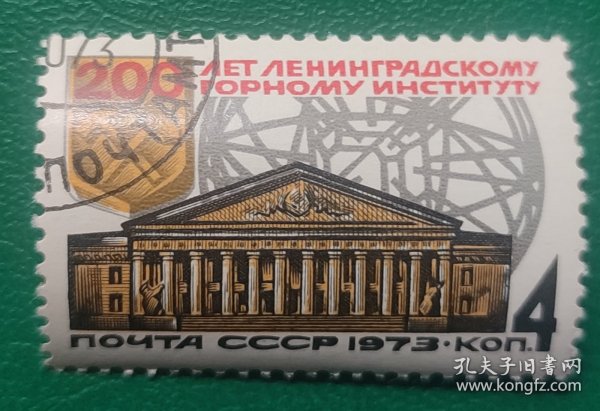 200 ЛЕТ ЛЕНИНГРАДСКОМУ
ГОРНОМУ ИНСТИТУТУ
ПОЧТАМТ
ПОЧТА СССР 1973·КОП. 4
孔夫子旧书网
www.kongfz.com